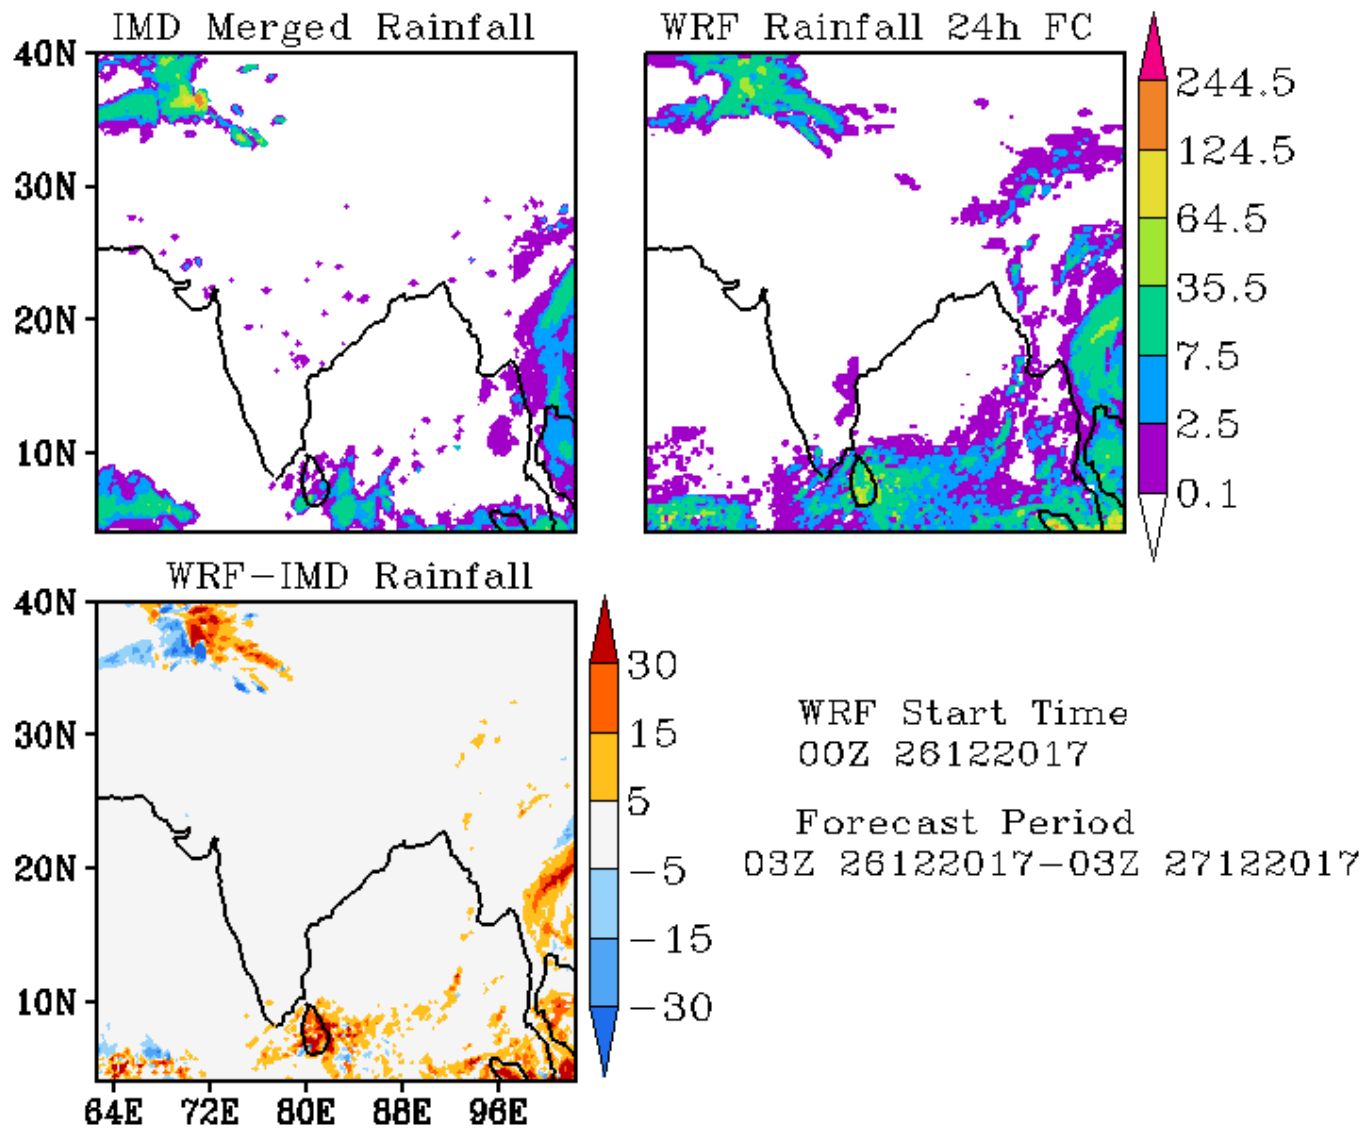 IMD Merged Rainfall
WRF Rainfall 24h FC
40N
30N
20N
10N
244.5
124.5
64.5
35.5
7.5
2.5
0.1
WRF-IMD Rainfall
40N
30N
20N
10N
64E 72E 80E 88E 96E
30
15
5
-5
-15
-30
WRF Start Time
00Z 26122017
Forecast Period
03Z 26122017-03Z 27122017